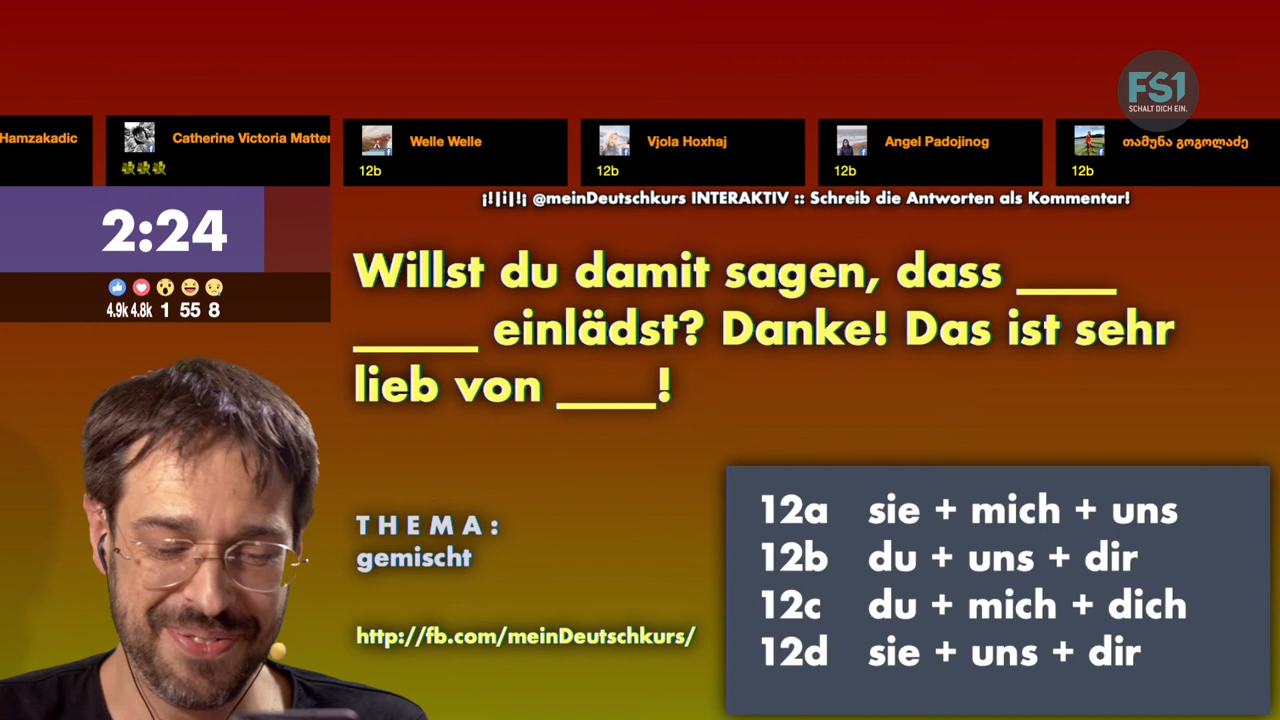 FS1
SCHALT DICH EIN.
Hamzakadic
Catherine Victoria Matter
Welle Welle
12b
Vjola Hoxhaj
12b
Angel Padojinog
12b
თამუნა გოგოლაძე
12b
¡!|i|!¡ @meinDeutschkurs INTERAKTIV :: Schreib die Antworten als Kommentar!
2:24
4.9k 4.8k 1 55 8
Willst du damit sagen, dass ____
_____ einlädst? Danke! Das ist sehr
lieb von ____!
THEMA:
gemischt
http://fb.com/meinDeutschkurs/
12a sie + mich + uns
12b du + uns + dir
12c du + mich + dich
12d sie + uns + dir